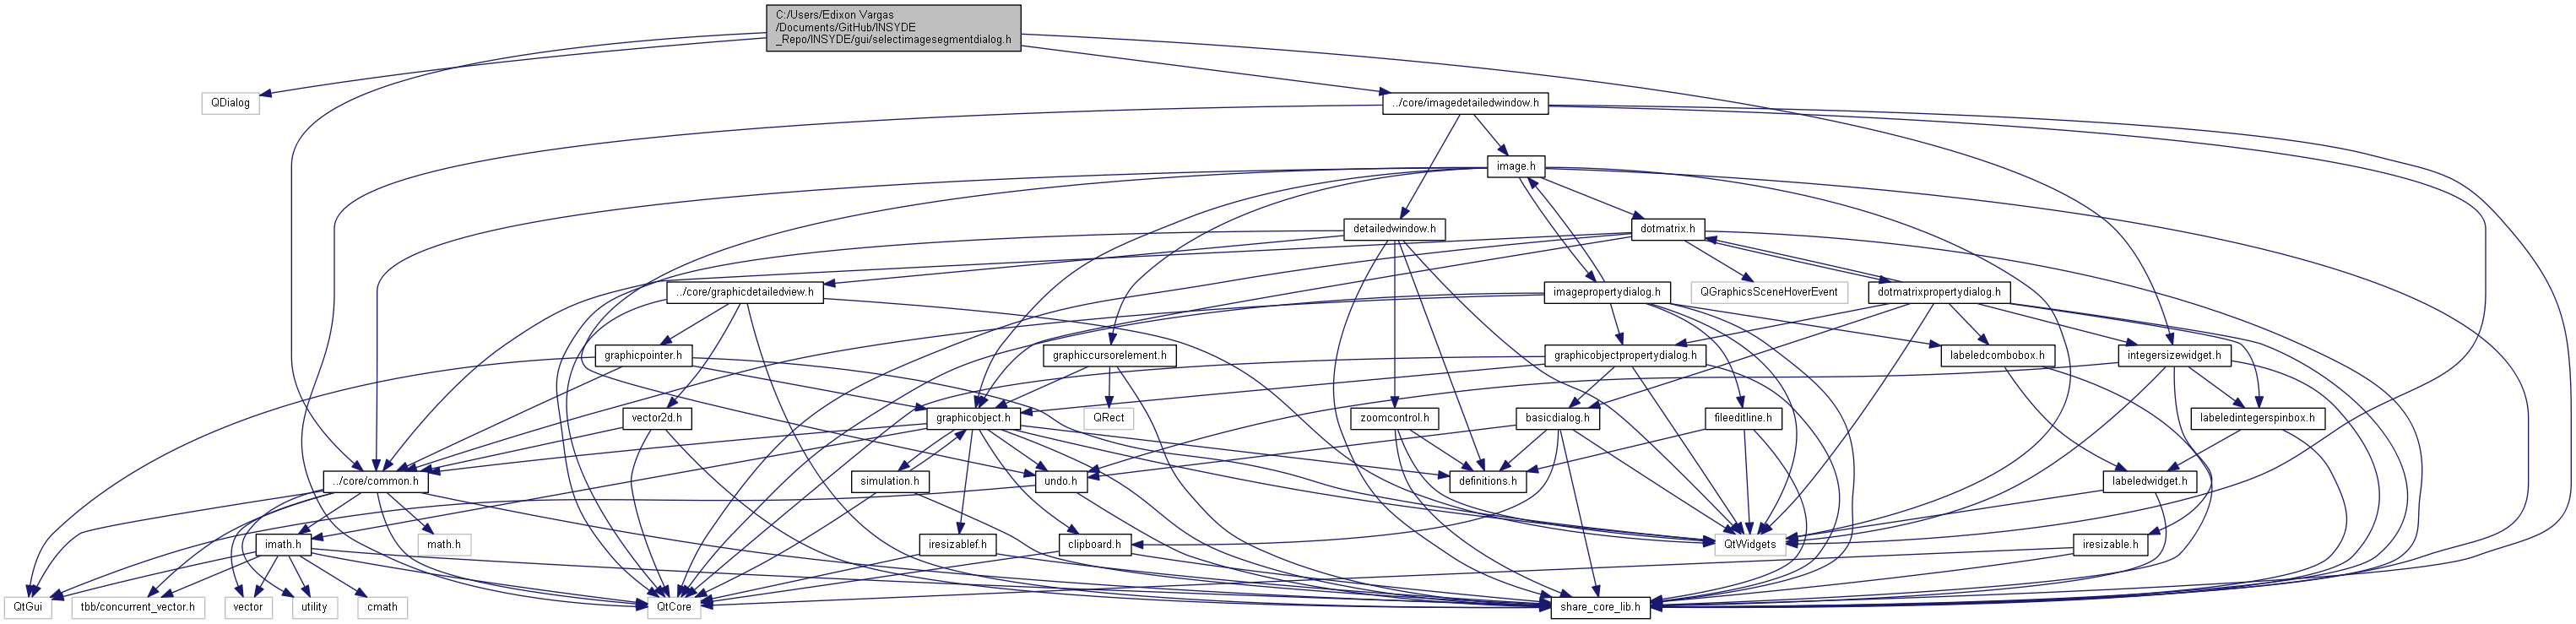 C:/Users/Edixon Vargas
/Documents/GitHub/INSYDE
_Repo/INSYDE/gui/selectimagesegmentdialog.h
QDialog
../core/imagedetailedwindow.h
image.h
detailedwindow.h
dotmatrix.h
../core/graphicdetailedview.h
imagepropertydialog.h
QGraphicsSceneHoverEvent
dotmatrixpropertydialog.h
graphicpointer.h
graphiccursorelement.h
graphicobjectpropertydialog.h
labeledcombobox.h
integersizewidget.h
vector2d.h
graphicobject.h
QRect
zoomcontrol.h
basicdialog.h
fileeditline.h
labeledintegerspinbox.h
../core/common.h
simulation.h
undo.h
definitions.h
labeledwidget.h
imath.h
math.h
iresizablef.h
clipboard.h
QtWidgets
iresizable.h
QtGui
tbb/concurrent_vector.h
vector
utility
cmath
QtCore
share_core_lib.h